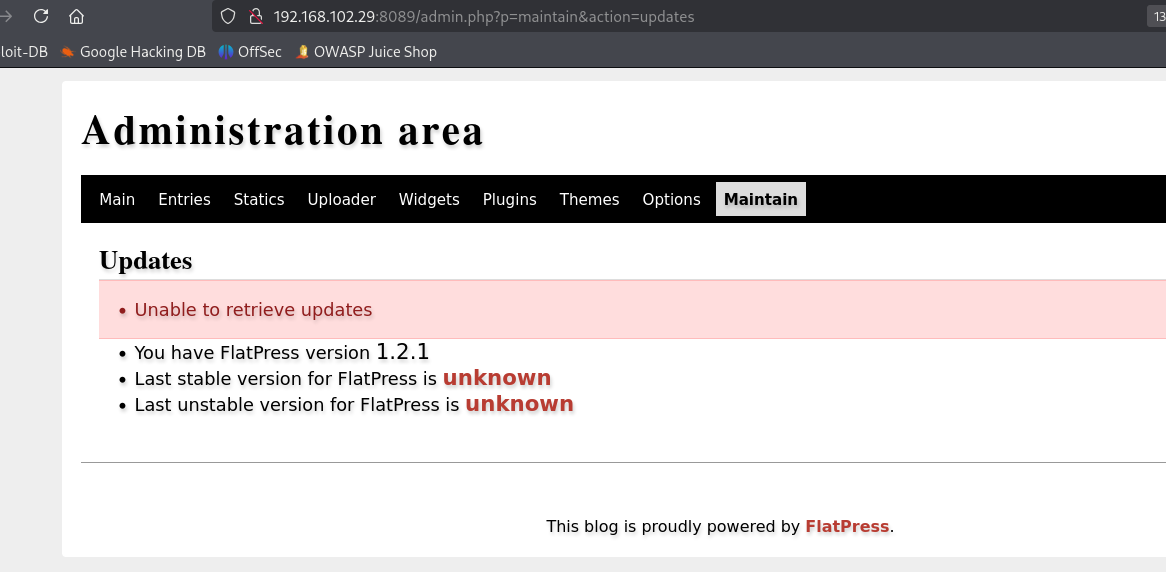 192.168.102.29:8089/admin.php?p=maintain&action=updates
loit-DB Google Hacking DB OffSec OWASP Juice Shop
Administration area
Main Entries Statics Uploader Widgets Plugins Themes Options Maintain
Updates
• Unable to retrieve updates
• You have FlatPress version 1.2.1
• Last stable version for FlatPress is unknown
• Last unstable version for FlatPress is unknown
This blog is proudly powered by FlatPress.